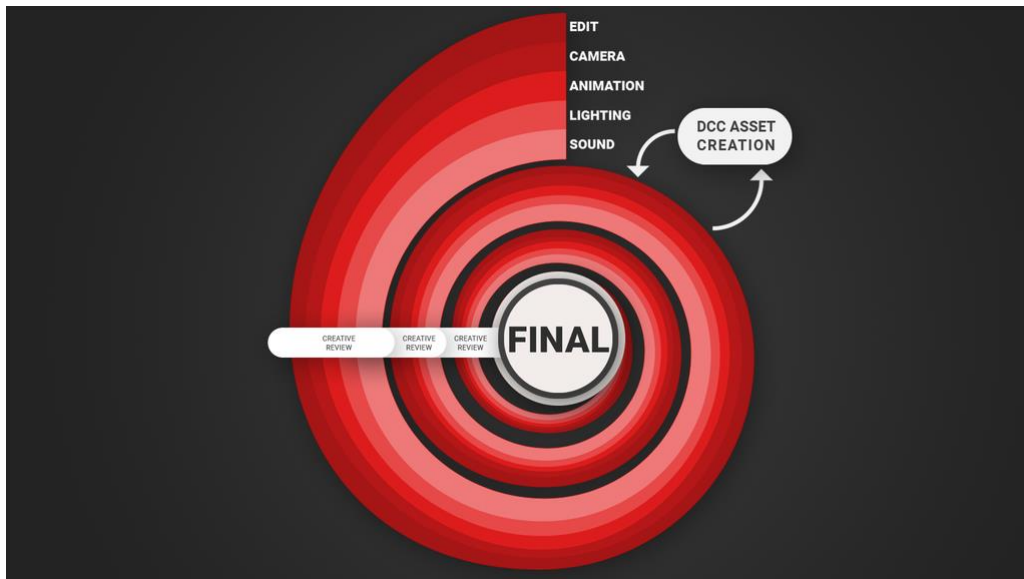 EDIT
CAMERA
ANIMATION
LIGHTING
SOUND
DCC ASSET
CREATION
CREATIVE
REVIEW
CREATIVE
REVIEW
CREATIVE
REVIEW
FINAL